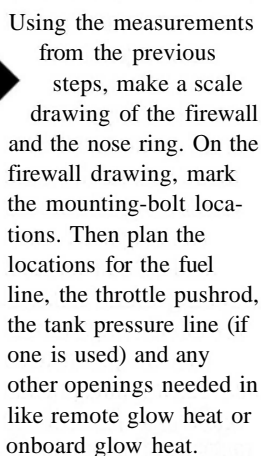 Using the measurements
from the previous
steps, make a scale
drawing of the firewall
and the nose ring. On the
firewall drawing, mark
the mounting-bolt loca-
tions. Then plan the
locations for the fuel
line, the throttle pushrod,
the tank pressure line (if
one is used) and any
other openings needed in
like remote glow heat or
onboard glow heat.